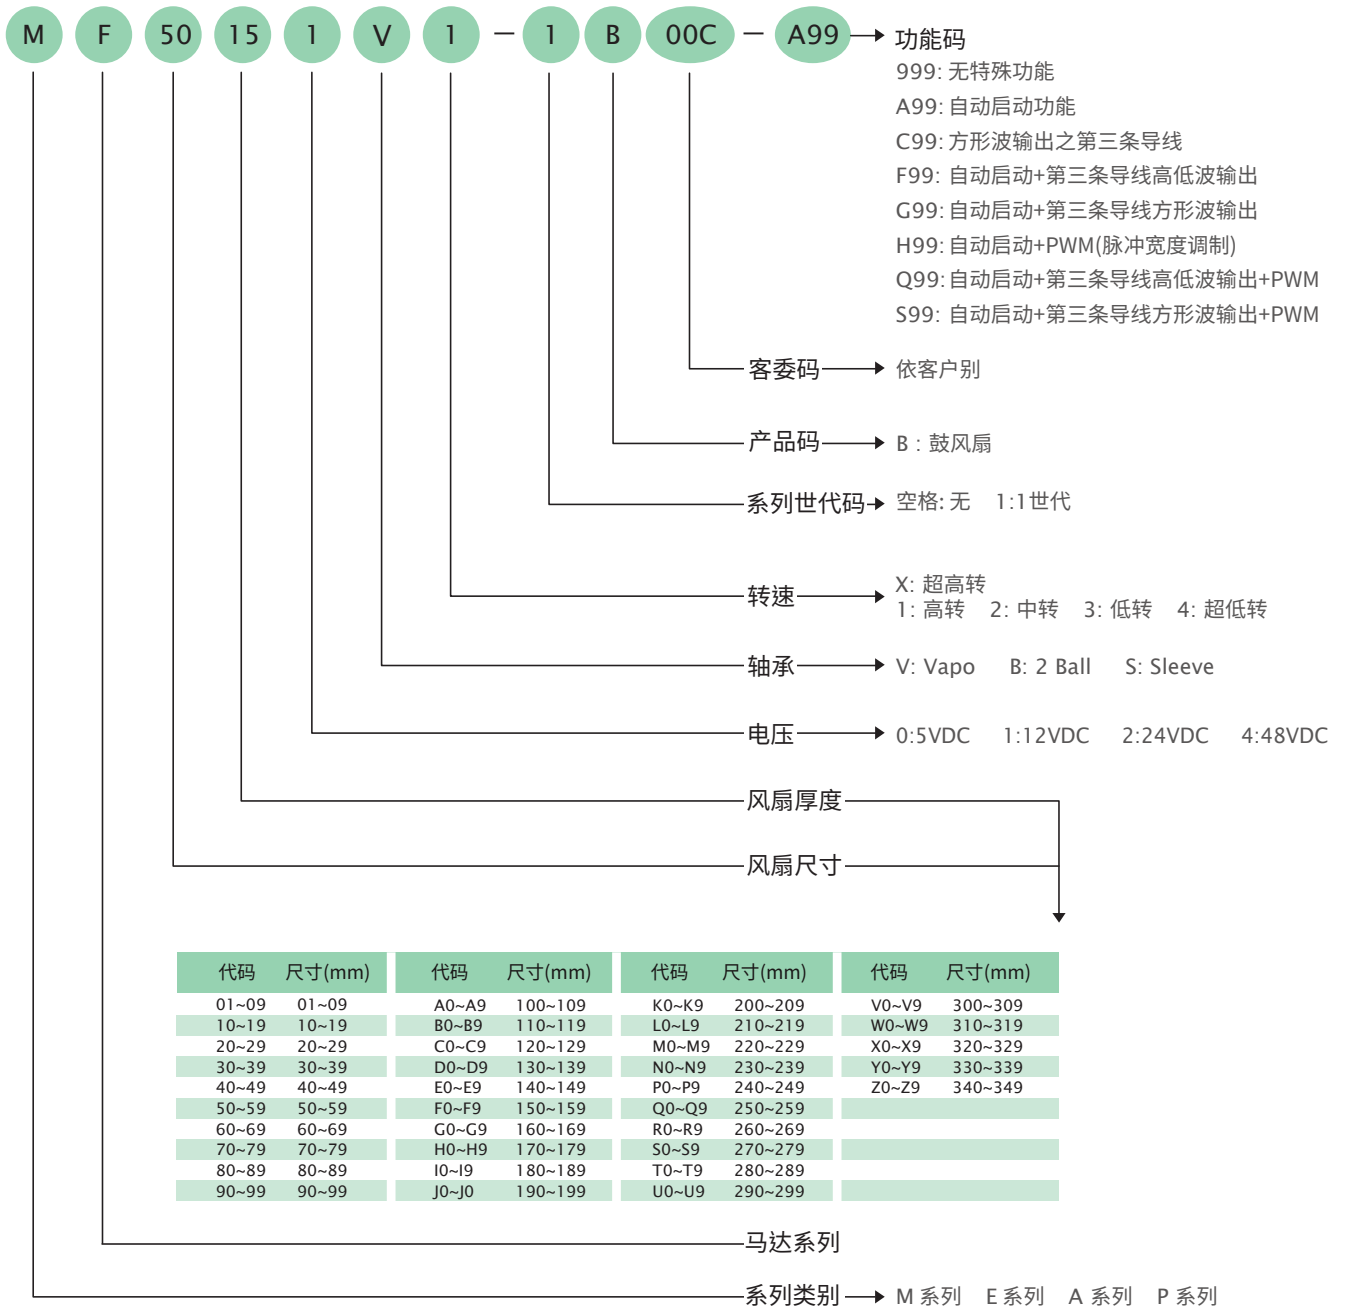 M F 50 15 1 V 1 - 1 B 00C - A99 功能码
999: 无特殊功能
A99: 自动启动功能
C99: 方形波输出之第三条导线
F99: 自动启动+第三条导线高低波输出
G99: 自动启动+第三条导线方形波输出
H99: 自动启动+PWM(脉冲宽度调制)
Q99: 自动启动+第三条导线高低波输出+PWM
S99: 自动启动+第三条导线方形波输出+PWM
客委码 依客户别
产品码 B : 鼓风扇
系列世代码 空格: 无 1:1世代
转速 X: 超高转
1: 高转 2: 中转 3: 低转 4: 超低转
轴承 V: Vapo B: 2 Ball S: Sleeve
电压 0:5VDC 1:12VDC 2:24VDC 4:48VDC
风扇厚度
风扇尺寸
代码 尺寸(mm) 代码 尺寸(mm) 代码 尺寸(mm) 代码 尺寸(mm)
01~09 01~09 A0~A9 100~109 K0~K9 200~209 V0~V9 300~309
10~19 10~19 B0~B9 110~119 L0~L9 210~219 W0~W9 310~319
20~29 20~29 C0~C9 120~129 M0~M9 220~229 X0~X9 320~329
30~39 30~39 D0~D9 130~139 N0~N9 230~239 Y0~Y9 330~339
40~49 40~49 E0~E9 140~149 P0~P9 240~249 Z0~Z9 340~349
50~59 50~59 F0~F9 150~159 Q0~Q9 250~259
60~69 60~69 G0~G9 160~169 R0~R9 260~269
70~79 70~79 H0~H9 170~179 S0~S9 270~279
80~89 80~89 I0~I9 180~189 T0~T9 280~289
90~99 90~99 J0~J0 190~199 U0~U9 290~299
马达系列
系列类别 M 系列 E 系列 A 系列 P 系列